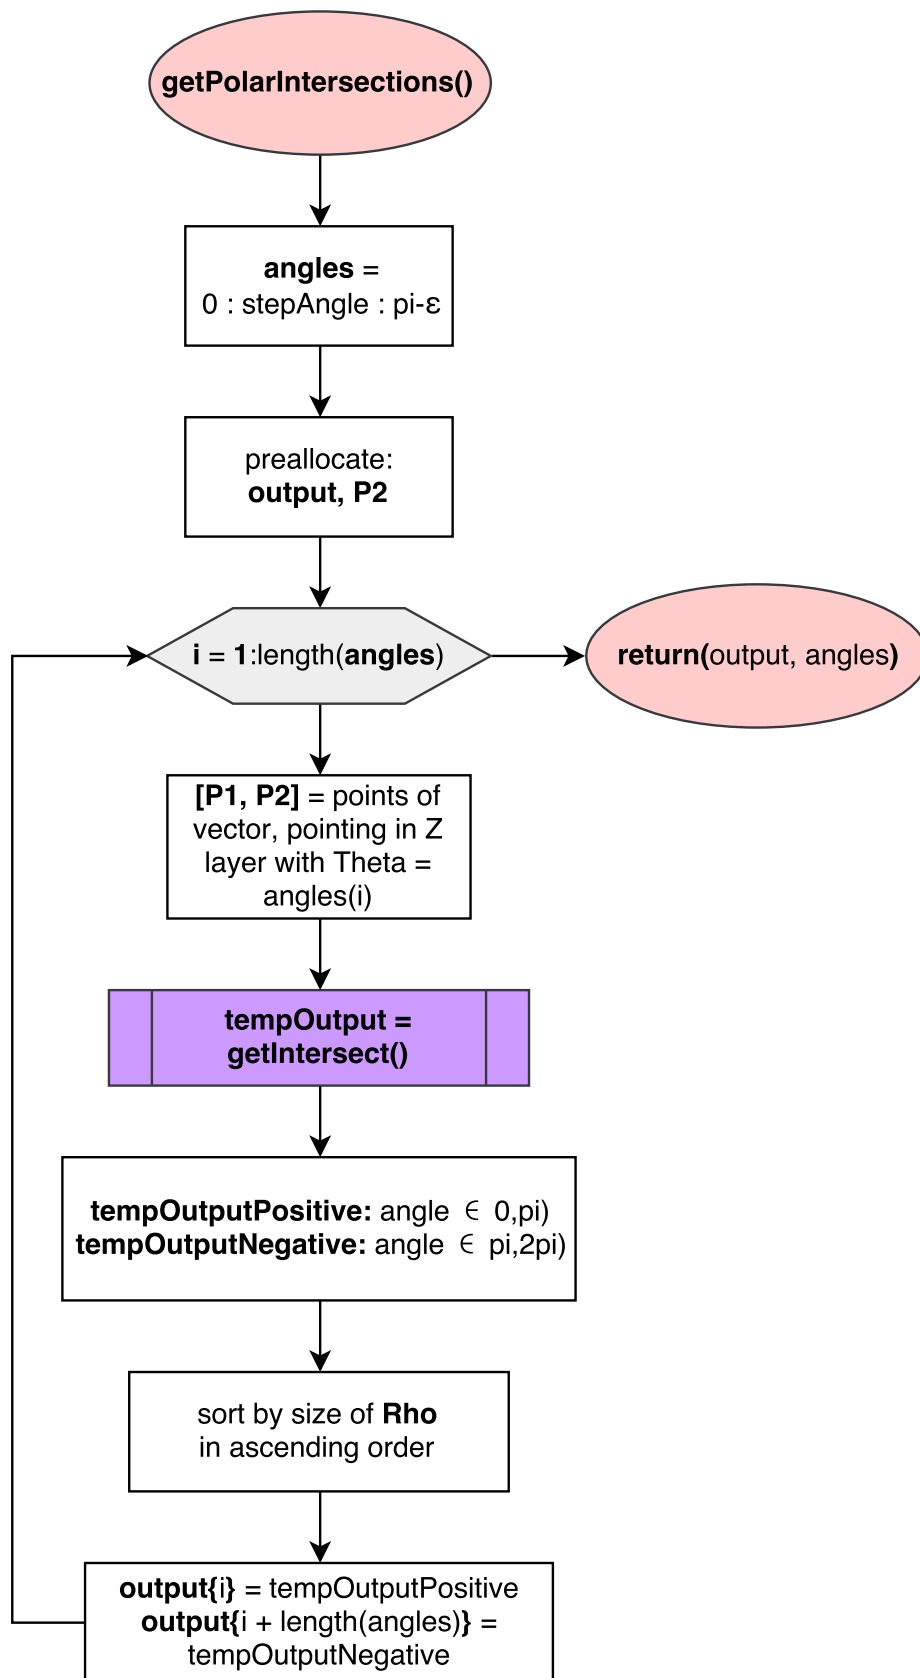 getPolarIntersections()
angles =
0 : stepAngle : pi-ε
preallocate:
output, P2
i = 1:length(angles)
return(output, angles)
[P1, P2] = points of
vector, pointing in Z
layer with Theta =
angles(i)
tempOutput =
getIntersect()
tempOutputPositive: angle ∈ 0,pi)
tempOutputNegative: angle ∈ pi,2pi)
sort by size of Rho
in ascending order
output{i} = tempOutputPositive
output{i + length(angles)} =
tempOutputNegative